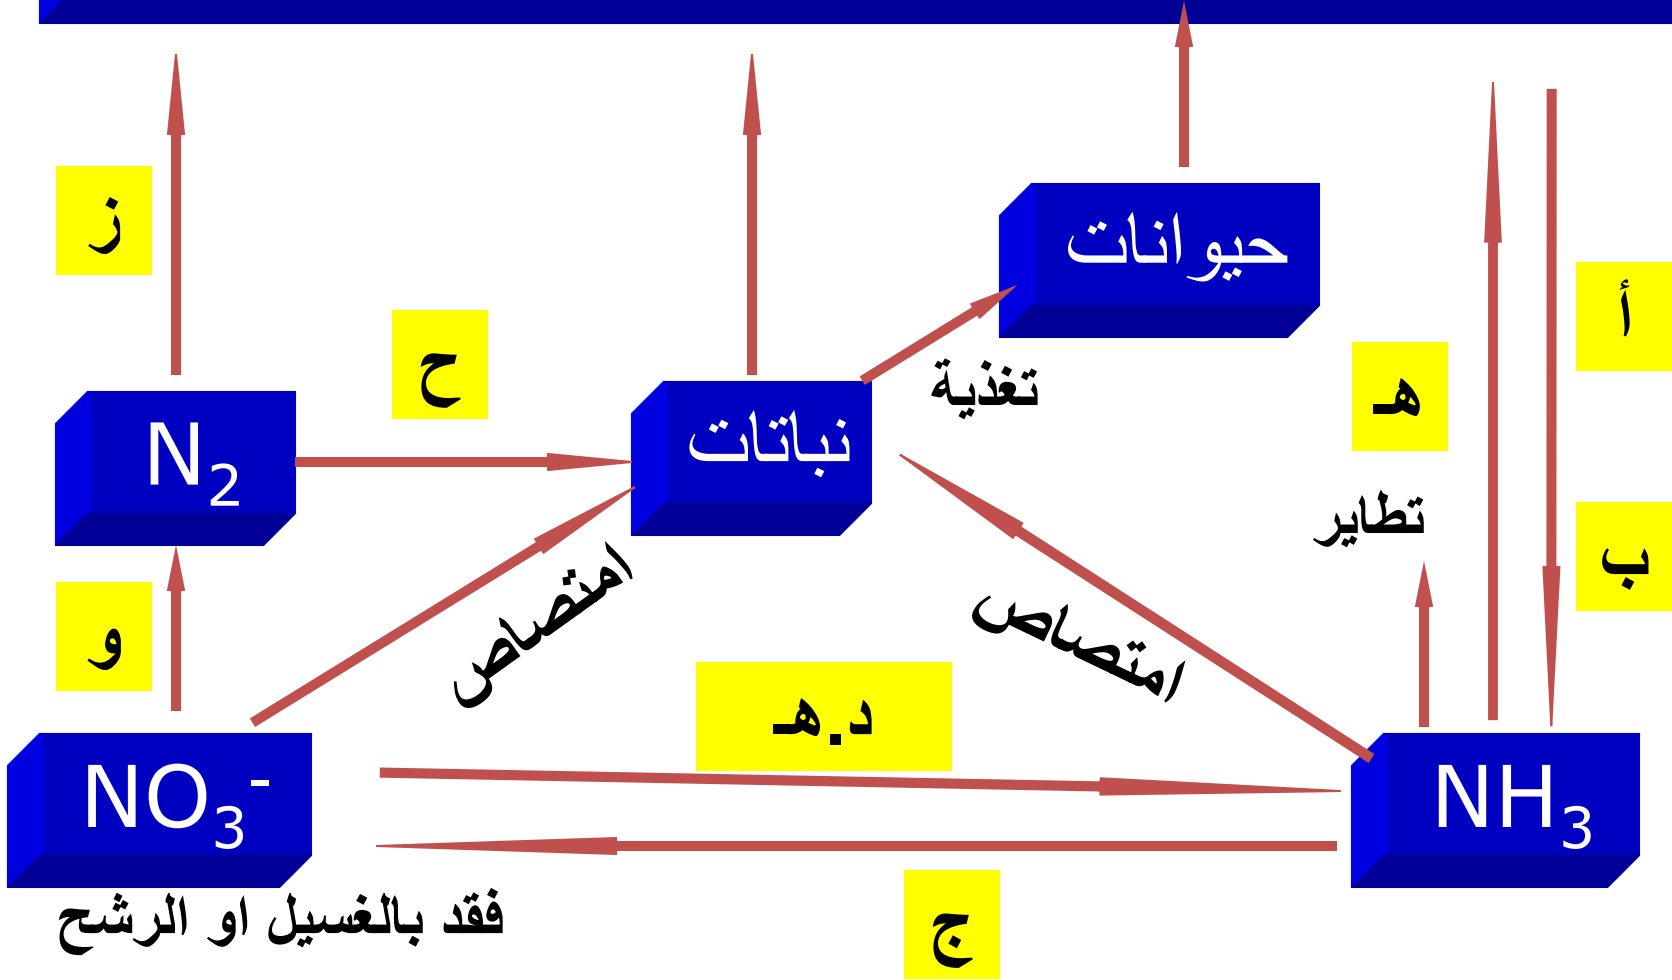 ز
حيوانات
أ
ح
تغذية
هـ
N₂
نباتات
تطاير
ب
و
امتصاص
امتصاص
د.هـ
NO₃⁻
NH₃
فقد بالغسيل او الرشح
ج